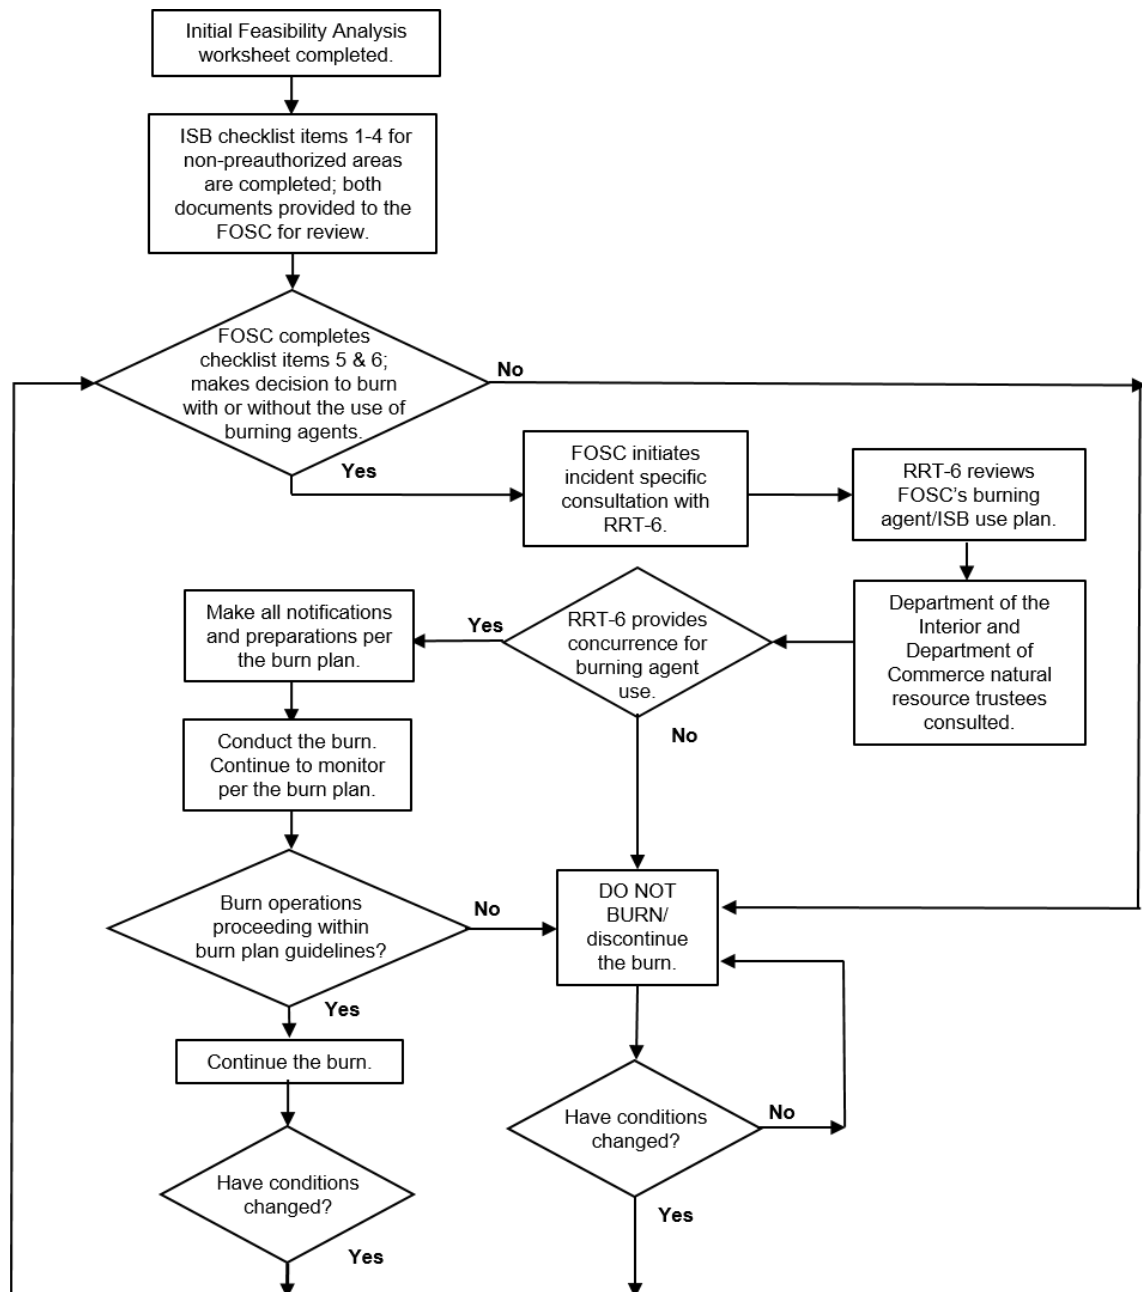 Initial Feasibility Analysis
worksheet completed.
ISB checklist items 1-4 for
non-preauthorized areas
are completed; both
documents provided to the
FOSC for review.
FOSC completes
checklist items 5 & 6;
makes decision to burn
with or without the use of
burning agents.
No
Yes
FOSC initiates
incident specific
consultation with
RRT-6.
RRT-6 reviews
FOSC's burning
agent/ISB use plan.
Department of the
Interior and
Department of
Commerce natural
resource trustees
consulted.
RRT-6 provides
concurrence for
burning agent
use.
Yes
No
Make all notifications
and preparations per
the burn plan.
Conduct the burn.
Continue to monitor
per the burn plan.
Burn operations
proceeding within
burn plan guidelines?
No
Yes
DO NOT
BURN/
discontinue
the burn.
Continue the burn.
Have conditions
changed?
Yes
Have conditions
changed?
No
Yes